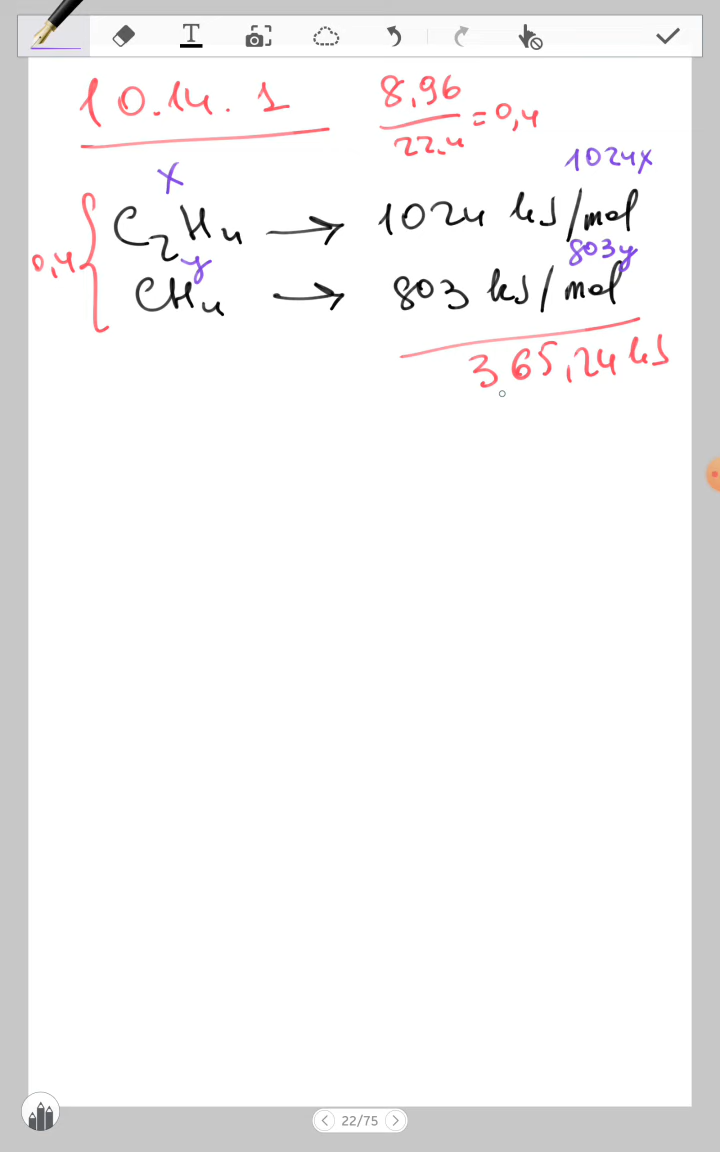 10.14.1
8,96
22.4 = 0,4
x
1024x
C2H4 → 1024 kJ/mol
0,4
y
803y
CH4 → 803 kJ/mol
365,24 kJ
22/75